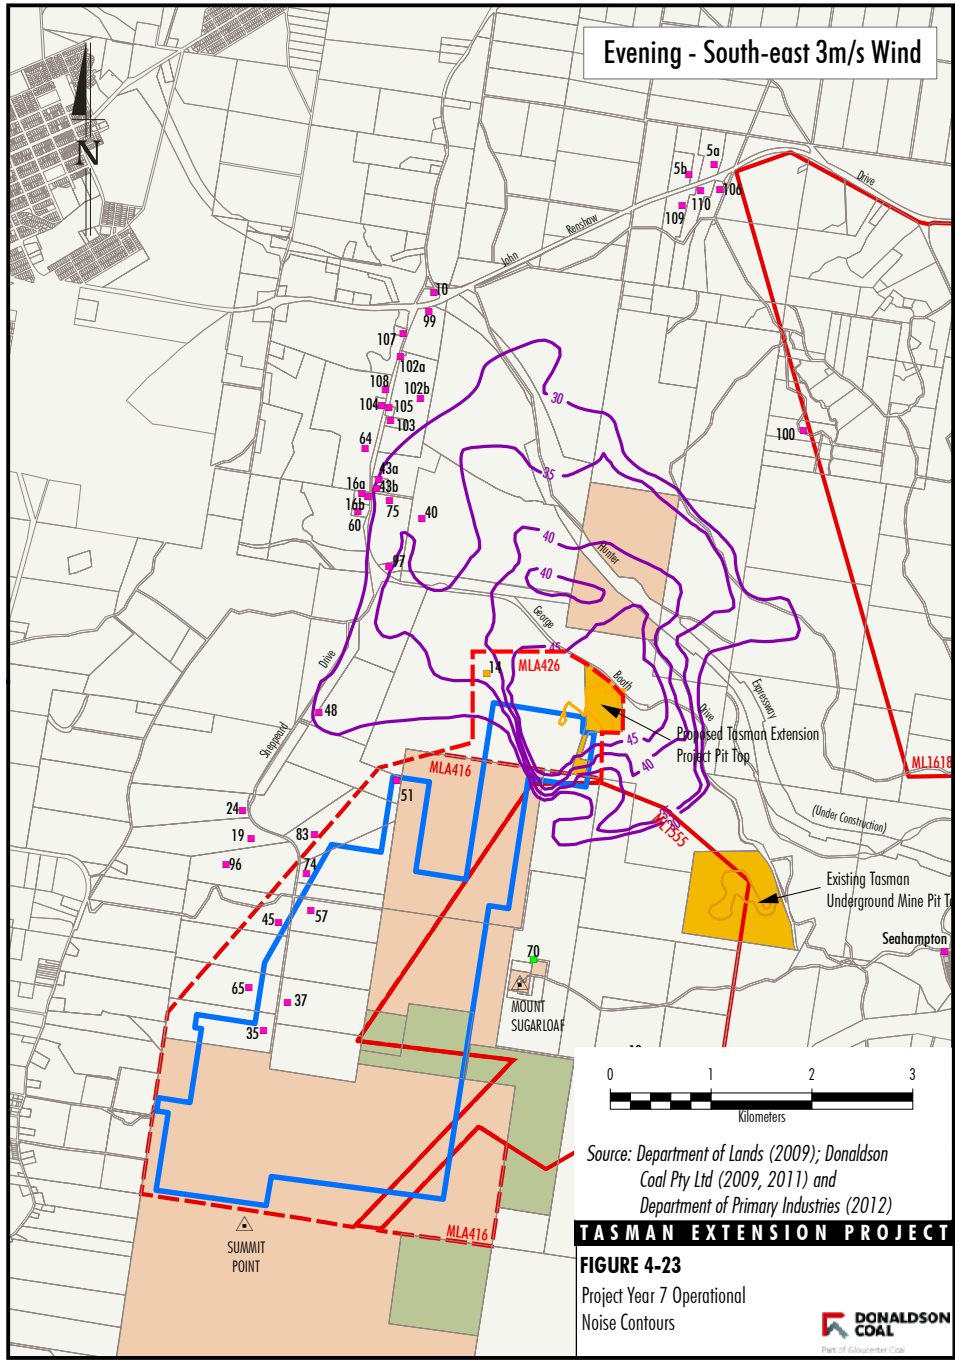 Evening - South-east 3m/s Wind
N
5a
5b
106
110
109
Drive
Renshaw
John
10
99
107
102a
108
102b
104
105
103
30
100
64
43a
16a
43b
16b
75
60
40
35
40
Hunter
97
40
George
45
14
MLA426
Booth
Drive
Expressway
Drive
48
Sheppeard
45
Proposed Tasman Extension
Project Pit Top
40
MLA416
ML1618
51
24
19
83
96
74
ML1555
(Under Construction)
45
57
Existing Tasman
Underground Mine Pit T
Seahampton
70
65
37
35
MOUNT
SUGARLOAF
0 1 2 3
Kilometers
Source: Department of Lands (2009); Donaldson
Coal Pty Ltd (2009, 2011) and
Department of Primary Industries (2012)
MLA416
SUMMIT
POINT
TASMAN EXTENSION PROJECT
FIGURE 4-23
Project Year 7 Operational
Noise Contours
DONALDSON
COAL
Part of Gloucester Coal